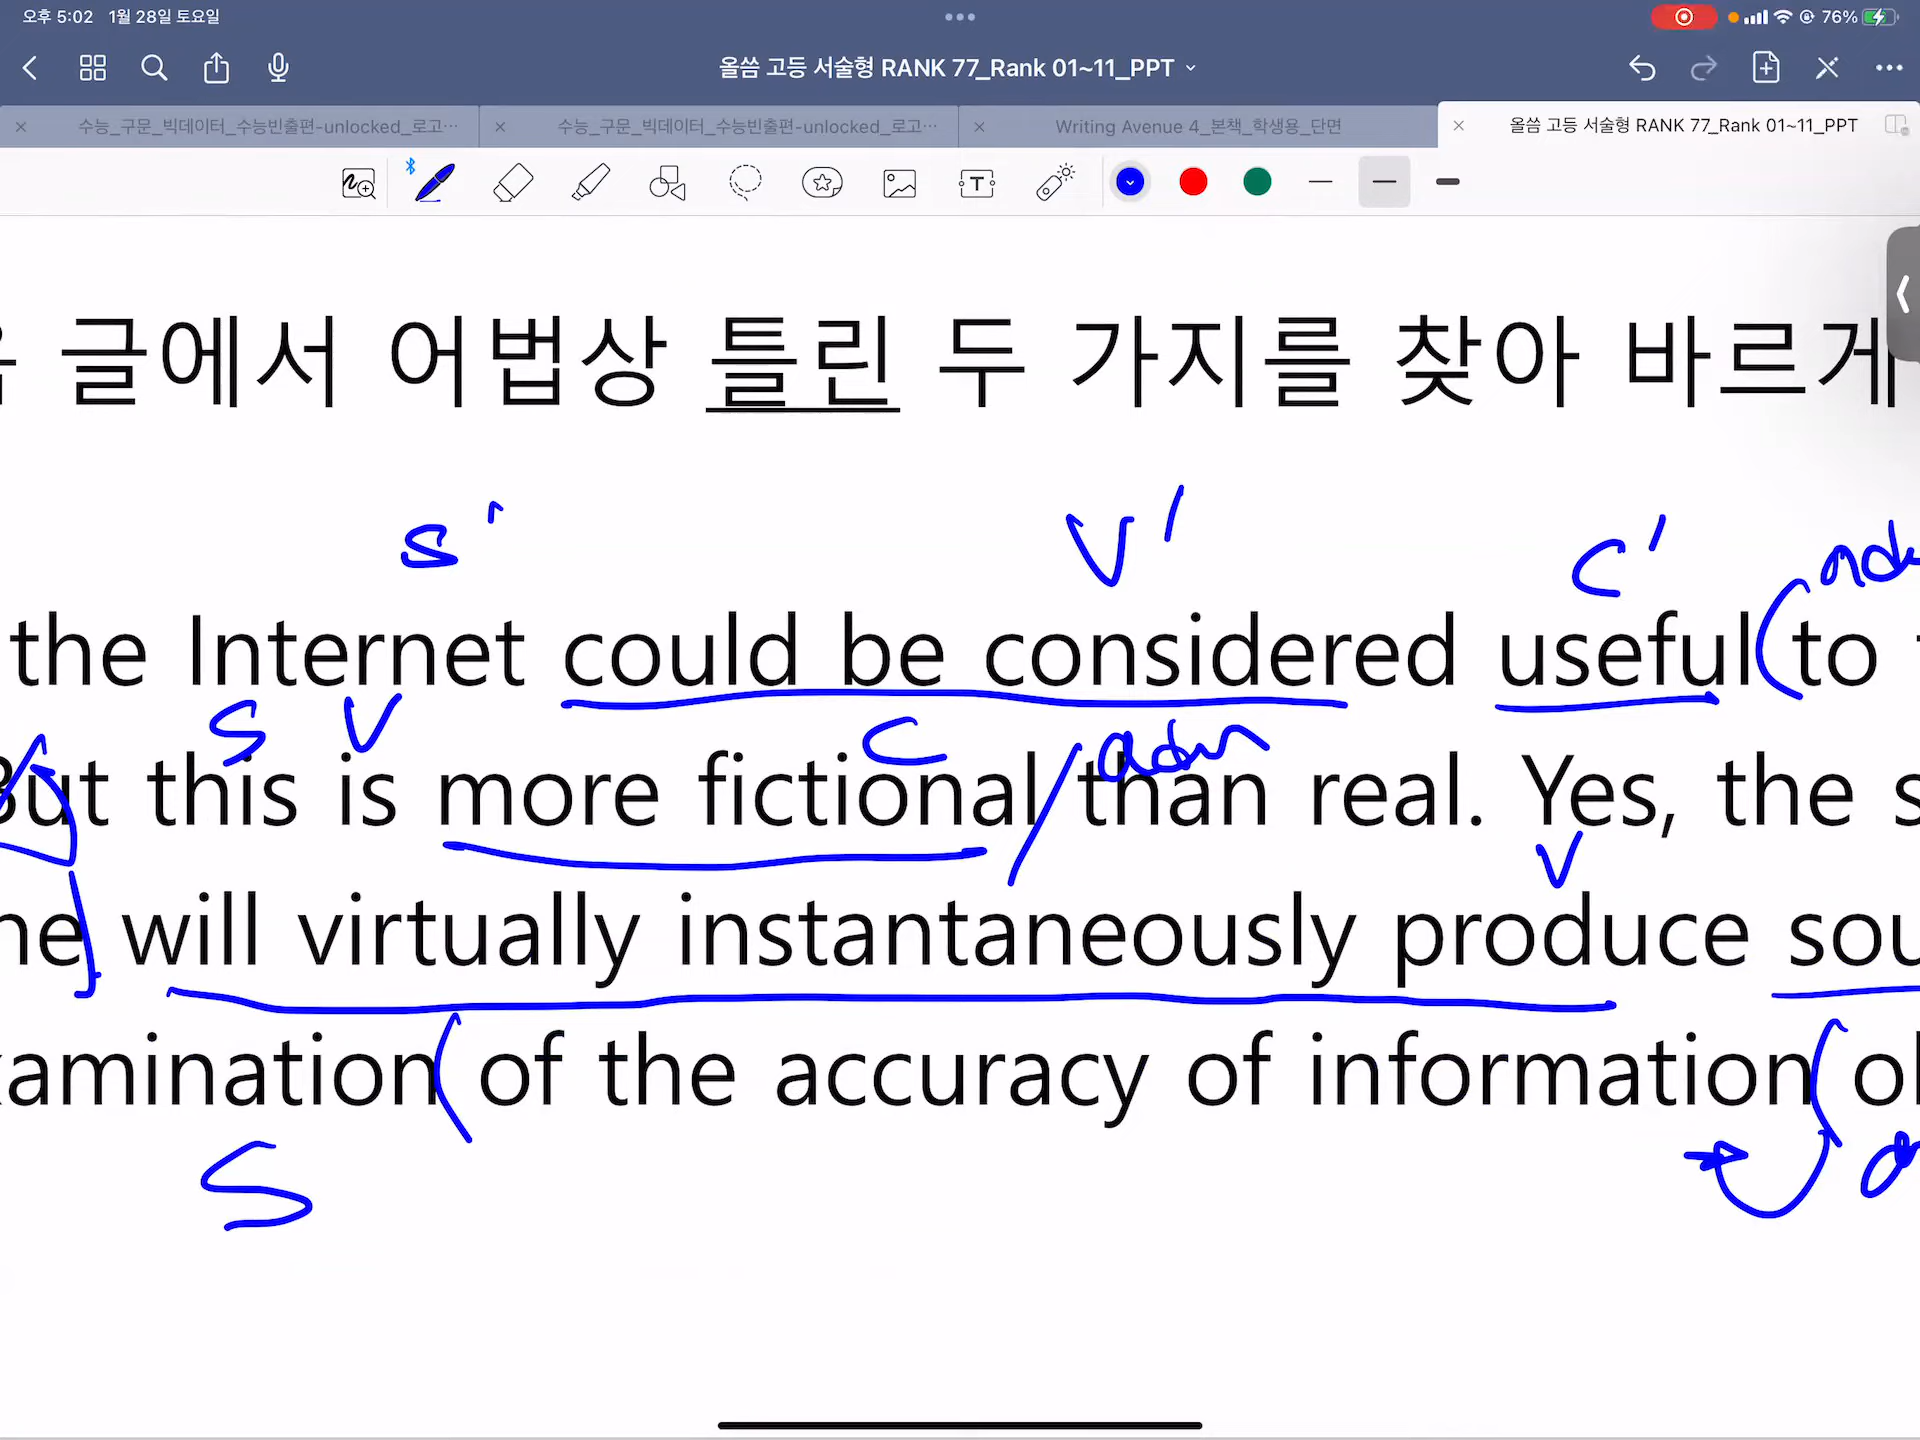 오후 5:02 1월 28일 토요일
76%
올씀 고등 서술형 RANK 77_Rank 01~11_PPT
수능_구문_빅데이터_수능빈출편-unlocked_로고…
수능_구문_빅데이터_수능빈출편-unlocked_로고…
Writing Avenue 4_본책_학생용_단면
올씀 고등 서술형 RANK 77_Rank 01~11_PPT
글에서 어법상 틀린 두 가지를 찾아 바르게
s' v' c'
the Internet could be considered useful (to
S V C adv
But this is more fictional / than real. Yes, the s
V
will virtually instantaneously produce sou
amination ( of the accuracy of information (
S